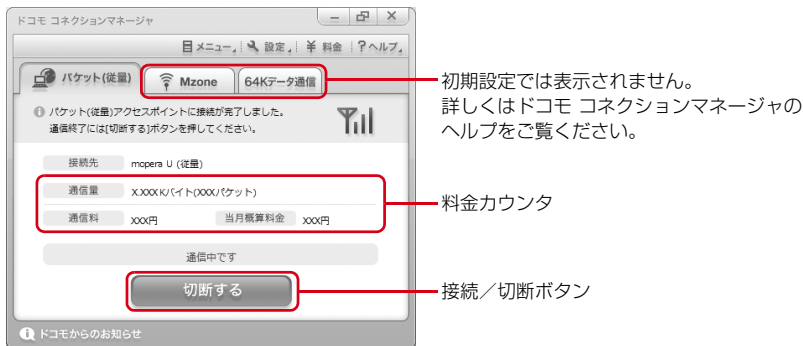 ドコモ コネクションマネージャ
メニュー 設定 ¥ 料金 ?ヘルプ
パケット(従量) Mzone 64Kデータ通信
パケット(従量)アクセスポイントに接続が完了しました。
通信終了には[切断する]ボタンを押してください。
接続先 mopera U (従量)
通信量 X.XXX Kバイト(XXXパケット)
通信料 XXX円 当月概算料金 XXX円
通信中です
切断する
ドコモからのお知らせ
初期設定では表示されません。
詳しくはドコモ コネクションマネージャの
ヘルプをご覧ください。
料金カウンタ
接続／切断ボタン